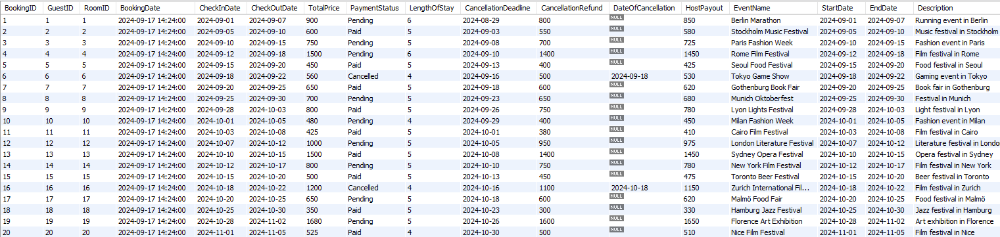 BookingID GuestID RoomID BookingDate CheckInDate CheckOutDate TotalPrice PaymentStatus LengthOfStay CancellationDeadline CancellationRefund DateOfCancellation HostPayout EventName StartDate EndDate Description
1 1 1 2024-09-17 14:24:00 2024-09-01 2024-09-07 900 Pending 6 2024-08-29 800 NULL 850 Berlin Marathon 2024-09-01 2024-09-07 Running event in Berlin
2 2 2 2024-09-17 14:24:00 2024-09-05 2024-09-10 600 Paid 5 2024-09-03 550 NULL 580 Stockholm Music Festival 2024-09-05 2024-09-10 Music festival in Stockholm
3 3 3 2024-09-17 14:24:00 2024-09-10 2024-09-15 750 Pending 5 2024-09-08 700 NULL 725 Paris Fashion Week 2024-09-10 2024-09-15 Fashion event in Paris
4 4 4 2024-09-17 14:24:00 2024-09-12 2024-09-18 1500 Pending 6 2024-09-10 1400 NULL 1450 Rome Film Festival 2024-09-12 2024-09-18 Film festival in Rome
5 5 5 2024-09-17 14:24:00 2024-09-15 2024-09-20 450 Paid 5 2024-09-13 400 NULL 425 Seoul Food Festival 2024-09-15 2024-09-20 Food festival in Seoul
6 6 6 2024-09-17 14:24:00 2024-09-18 2024-09-22 560 Cancelled 4 2024-09-16 500 2024-09-18 530 Tokyo Game Show 2024-09-18 2024-09-22 Gaming event in Tokyo
7 7 7 2024-09-17 14:24:00 2024-09-20 2024-09-25 650 Paid 5 2024-09-18 600 NULL 620 Gothenburg Book Fair 2024-09-20 2024-09-25 Book fair in Gothenburg
8 8 8 2024-09-17 14:24:00 2024-09-25 2024-09-30 700 Pending 5 2024-09-23 650 NULL 680 Munich Oktoberfest 2024-09-25 2024-09-30 Festival in Munich
9 9 9 2024-09-17 14:24:00 2024-09-28 2024-10-03 800 Paid 5 2024-09-26 750 NULL 780 Lyon Lights Festival 2024-09-28 2024-10-03 Light festival in Lyon
10 10 10 2024-09-17 14:24:00 2024-10-01 2024-10-05 480 Pending 4 2024-09-29 400 NULL 450 Milan Fashion Week 2024-10-01 2024-10-05 Fashion event in Milan
11 11 11 2024-09-17 14:24:00 2024-10-03 2024-10-08 425 Paid 5 2024-10-01 380 NULL 410 Cairo Film Festival 2024-10-03 2024-10-08 Film festival in Cairo
12 12 12 2024-09-17 14:24:00 2024-10-07 2024-10-12 1000 Pending 5 2024-10-05 950 NULL 975 London Literature Festival 2024-10-07 2024-10-12 Literature festival in Londo
13 13 13 2024-09-17 14:24:00 2024-10-10 2024-10-15 1500 Paid 5 2024-10-08 1400 NULL 1450 Sydney Opera Festival 2024-10-10 2024-10-15 Opera festival in Sydney
14 14 14 2024-09-17 14:24:00 2024-10-12 2024-10-17 800 Pending 5 2024-10-10 750 NULL 780 New York Film Festival 2024-10-12 2024-10-17 Film festival in New York
15 15 15 2024-09-17 14:24:00 2024-10-15 2024-10-20 500 Paid 5 2024-10-13 450 NULL 475 Toronto Beer Festival 2024-10-15 2024-10-20 Beer festival in Toronto
16 16 16 2024-09-17 14:24:00 2024-10-18 2024-10-22 1200 Cancelled 4 2024-10-16 1100 2024-10-18 1150 Zurich International Fil... 2024-10-18 2024-10-22 Film festival in Zurich
17 17 17 2024-09-17 14:24:00 2024-10-20 2024-10-25 650 Pending 5 2024-10-18 600 NULL 620 Malmö Food Fair 2024-10-20 2024-10-25 Food festival in Malmö
18 18 18 2024-09-17 14:24:00 2024-10-25 2024-10-30 350 Paid 5 2024-10-23 300 NULL 330 Hamburg Jazz Festival 2024-10-25 2024-10-30 Jazz festival in Hamburg
19 19 19 2024-09-17 14:24:00 2024-10-28 2024-11-02 1680 Pending 5 2024-10-26 1600 NULL 1650 Florence Art Exhibition 2024-10-28 2024-11-02 Art exhibition in Florence
20 20 20 2024-09-17 14:24:00 2024-11-01 2024-11-05 525 Paid 4 2024-10-30 500 NULL 510 Nice Film Festival 2024-11-01 2024-11-05 Film festival in Nice